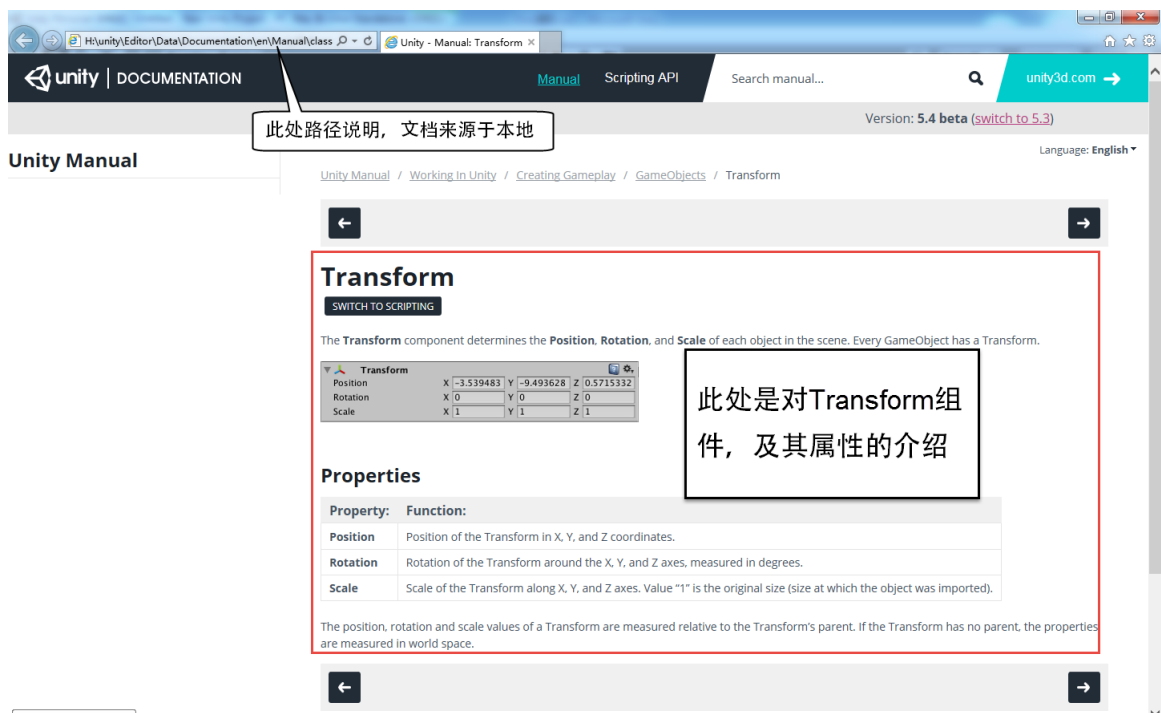 H:\unity\Editor\Data\Documentation\en\Manual\class
Unity - Manual: Transform
unity | DOCUMENTATION
Manual
Scripting API
Search manual...
unity3d.com
此处路径说明，文档来源于本地
Version: 5.4 beta (switch to 5.3)
Unity Manual
Language: English
Unity Manual / Working In Unity / Creating Gameplay / GameObjects / Transform
Transform
SWITCH TO SCRIPTING
The Transform component determines the Position, Rotation, and Scale of each object in the scene. Every GameObject has a Transform.
Transform
Position X -3.539483 Y -9.493628 Z 0.5715332
Rotation X 0 Y 0 Z 0
Scale X 1 Y 1 Z 1
此处是对Transform组
件，及其属性的介绍
Properties
Property: Function:
Position Position of the Transform in X, Y, and Z coordinates.
Rotation Rotation of the Transform around the X, Y, and Z axes, measured in degrees.
Scale Scale of the Transform along X, Y, and Z axes. Value “1” is the original size (size at which the object was imported).
The position, rotation and scale values of a Transform are measured relative to the Transform’s parent. If the Transform has no parent, the properties
are measured in world space.